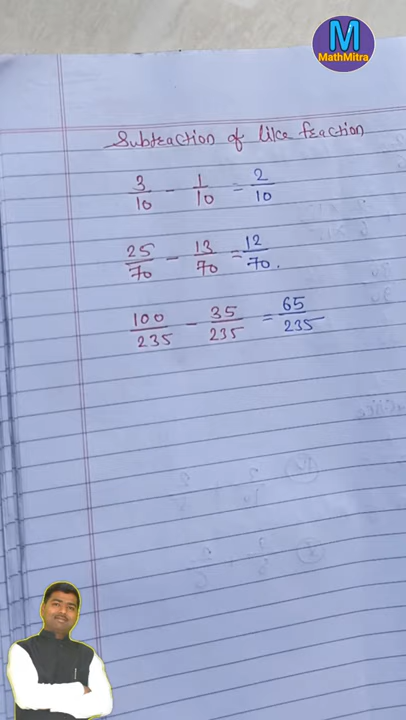 M
MathMitra
Subtraction of like fraction
3/10 - 1/10 = 2/10
25/70 - 13/70 = 12/70.
100/235 - 35/235 = 65/235